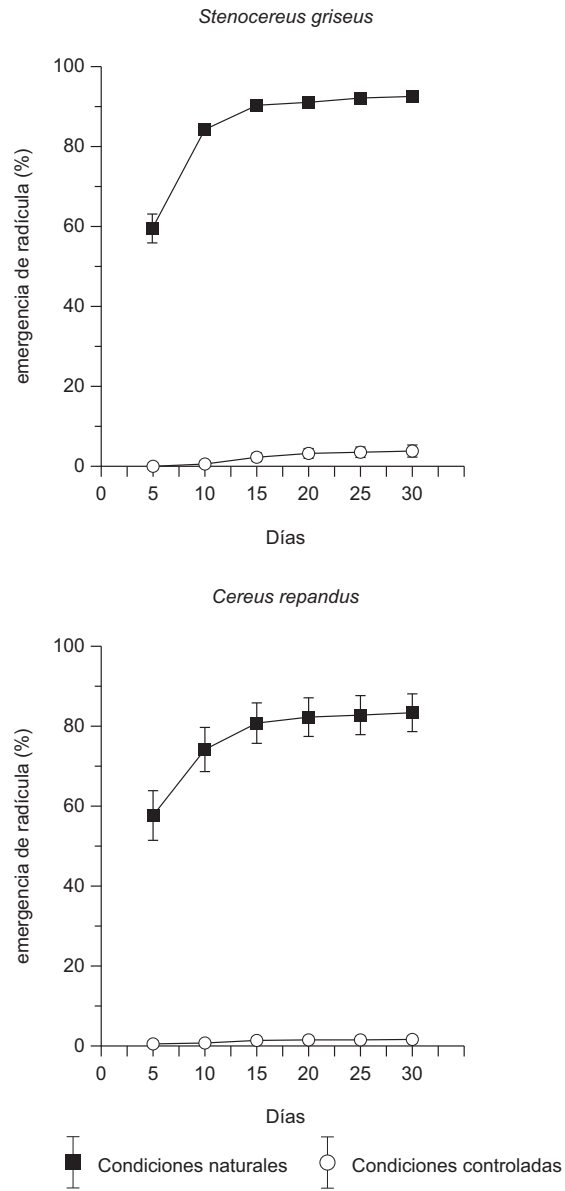 Stenocereus griseus
100
80
60
40
20
0
emergencia de radícula (%)
0 5 10 15 20 25 30
Días
Cereus repandus
100
80
60
40
20
0
emergencia de radícula (%)
0 5 10 15 20 25 30
Días
Condiciones naturales Condiciones controladas